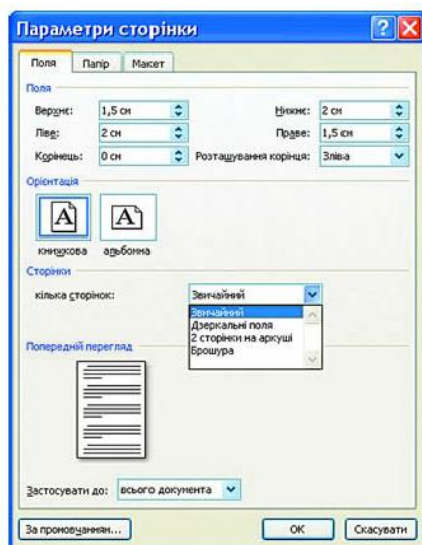 Параметри сторінки
Поля Папір Макет
Поля
Верхнє: 1,5 см Нижнє: 2 см
Ліве: 2 см Праве: 1,5 см
Корінець: 0 см Розташування корінця: Зліва
Орієнтація
A A
книжкова альбомна
Сторінки
кілька сторінок: Звичайний
Звичайний
Дзеркальні поля
2 сторінки на аркуші
Брошура
Попередній перегляд
Застосувати до: всього документа
За промовчанням... ОК Скасувати